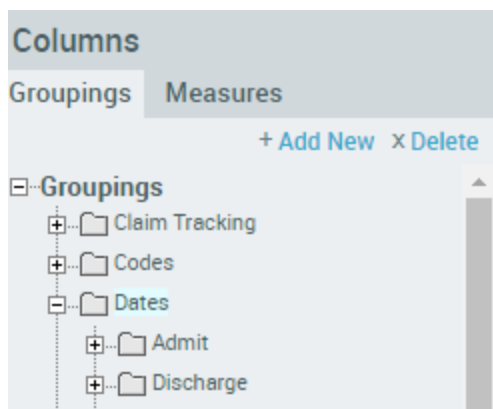 Columns
Groupings Measures
+ Add New x Delete
Groupings
Claim Tracking
Codes
Dates
Admit
Discharge